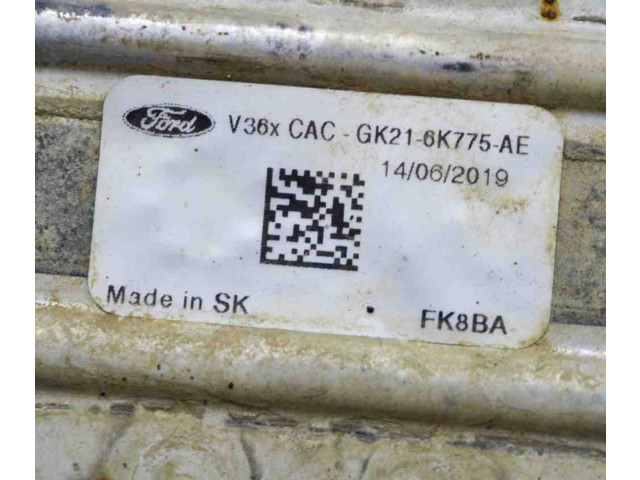 Ford V36x CAC - GK21-6K775-AE
14/06/2019
Made in SK FK8BA